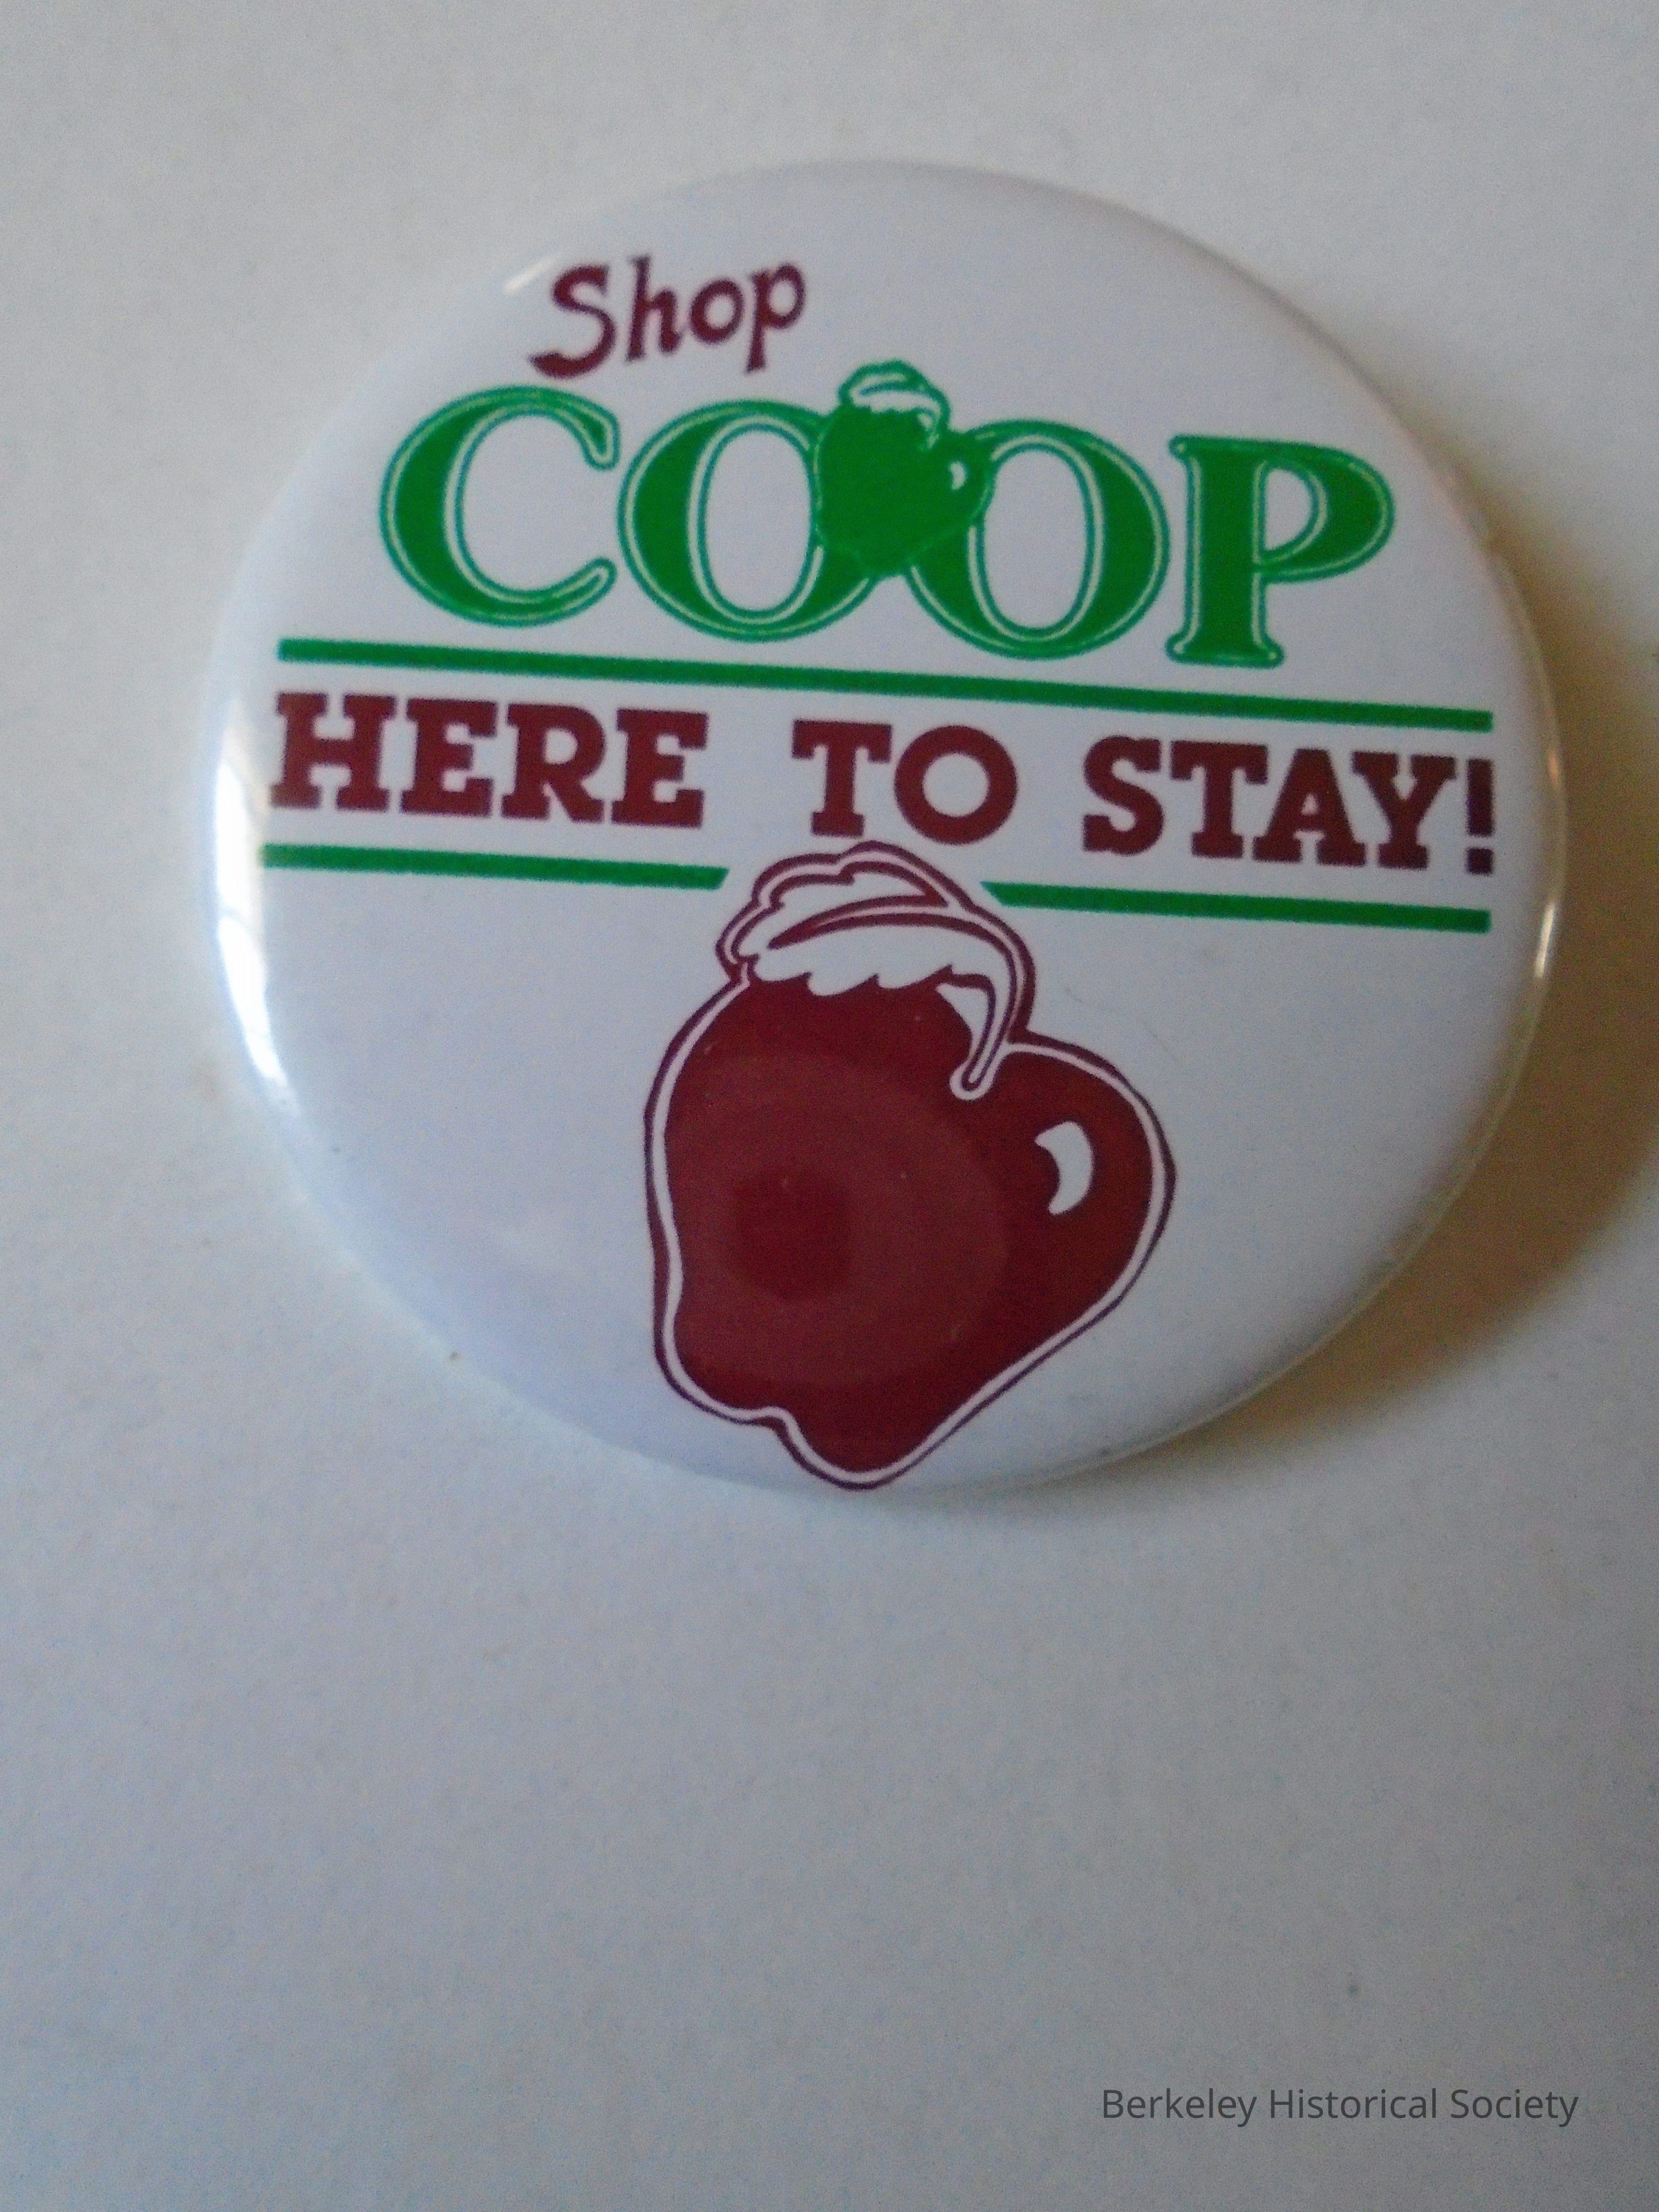 Shop
COOP
HERE TO STAY!
Berkeley Historical Society